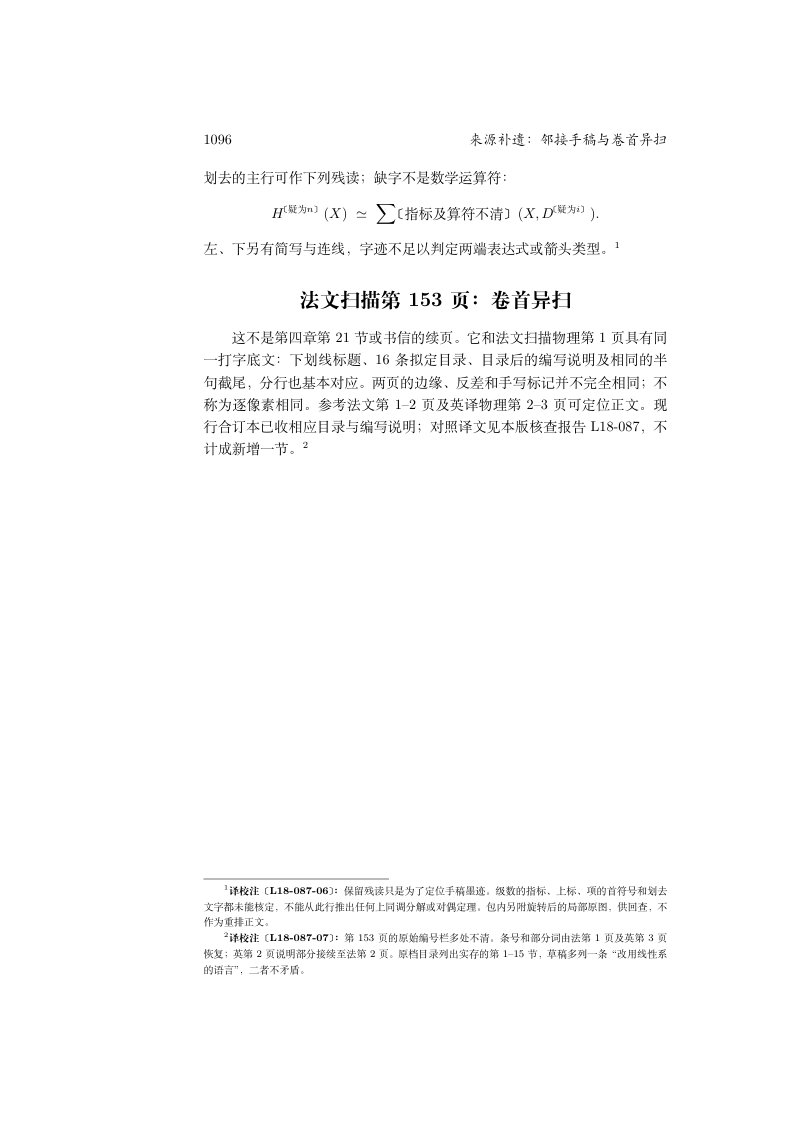 1096 来源补遗：邻接手稿与卷首异扫
划去的主行可作下列残读；缺字不是数学运算符：
H〔疑为n〕(X) ≃ ∑〔指标及算符不清〕(X, D〔疑为i〕).
左、下另有简写与连线，字迹不足以判定两端表达式或箭头类型。1
法文扫描第 153 页：卷首异扫
这不是第四章第 21 节或书信的续页。它和法文扫描物理第 1 页具有同
一打字底文：下划线标题、16 条拟定目录、目录后的编写说明及相同的半
句截尾，分行也基本对应。两页的边缘、反差和手写标记并不完全相同；不
称为逐像素相同。参考法文第 1–2 页及英译物理第 2–3 页可定位正文。现
行合订本已收相应目录与编写说明；对照译文见本版核查报告 L18-087，不
计成新增一节。2
1译校注〔L18-087-06〕：保留残读只是为了定位手稿墨迹。级数的指标、上标、项的首符号和划去
文字都未能核定，不能从此行推出任何上同调分解或对偶定理。包内另附旋转后的局部原图，供回查，不
作为重排正文。
2译校注〔L18-087-07〕：第 153 页的原始编号栏多处不清。条号和部分词由法第 1 页及英第 3 页
恢复；英第 2 页说明部分接续至法第 2 页。原档目录列出实存的第 1–15 节，草稿多列一条“改用线性系
的语言”，二者不矛盾。